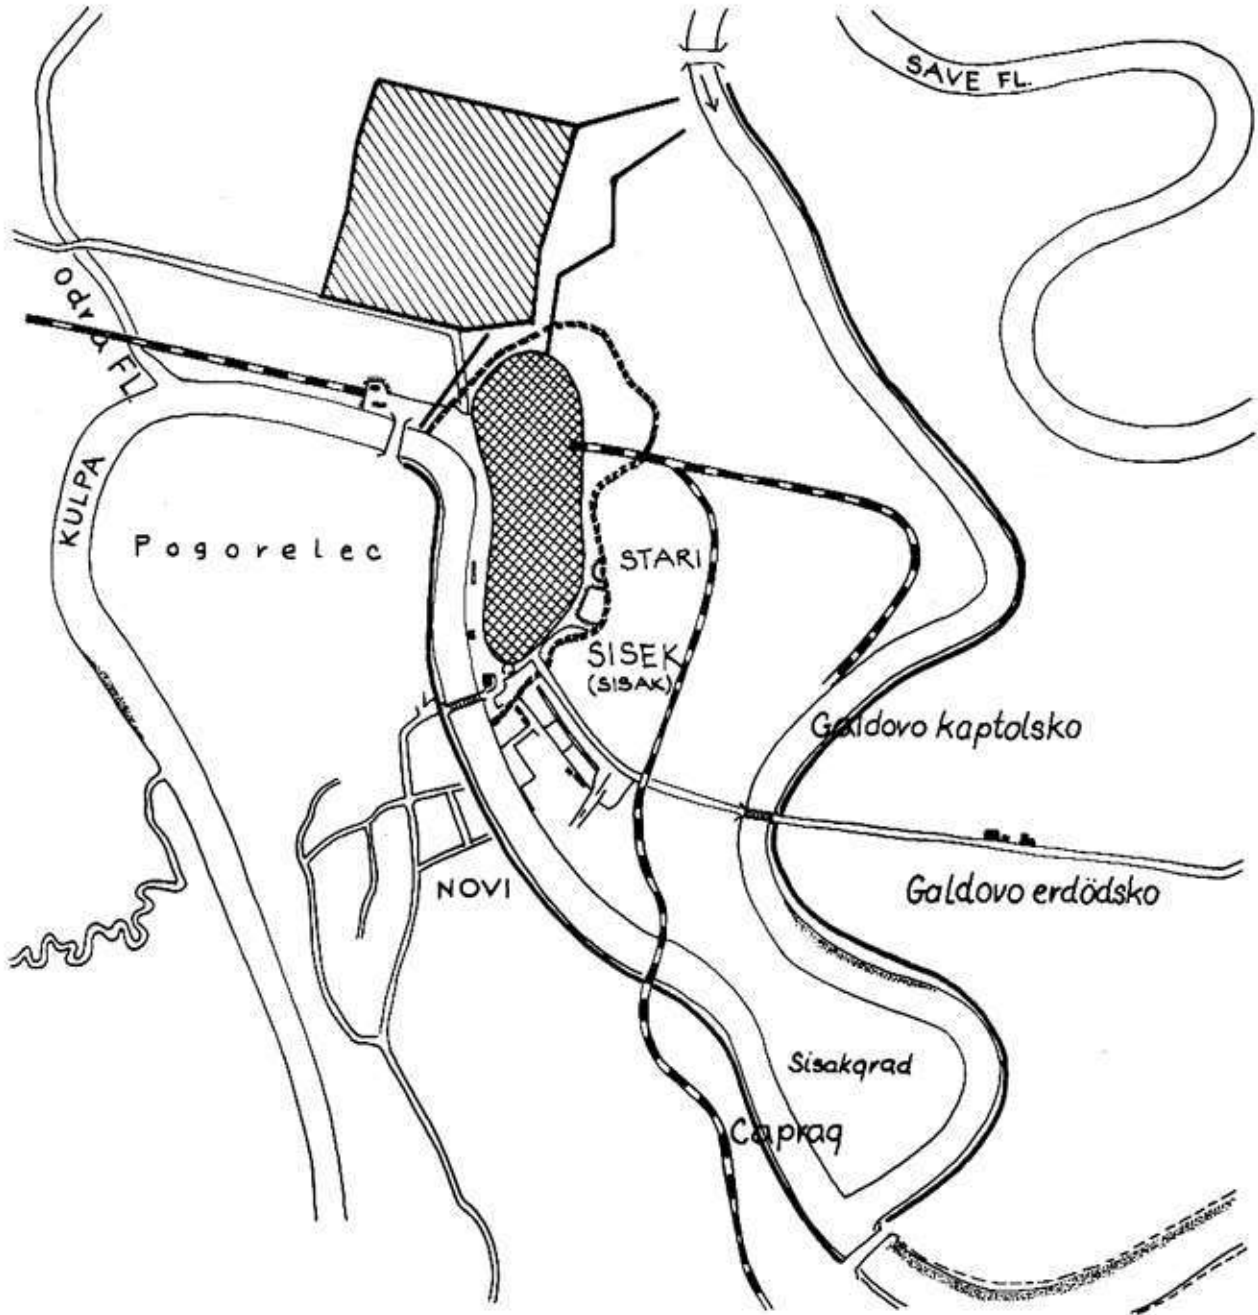 SAVE FL.
Odra FL.
KULPA
Pogorelec
STARI
SISEK
(SISAK)
Galdovo kaptolsko
Galdovo erdödsko
NOVI
Sisakgrad
Caprag